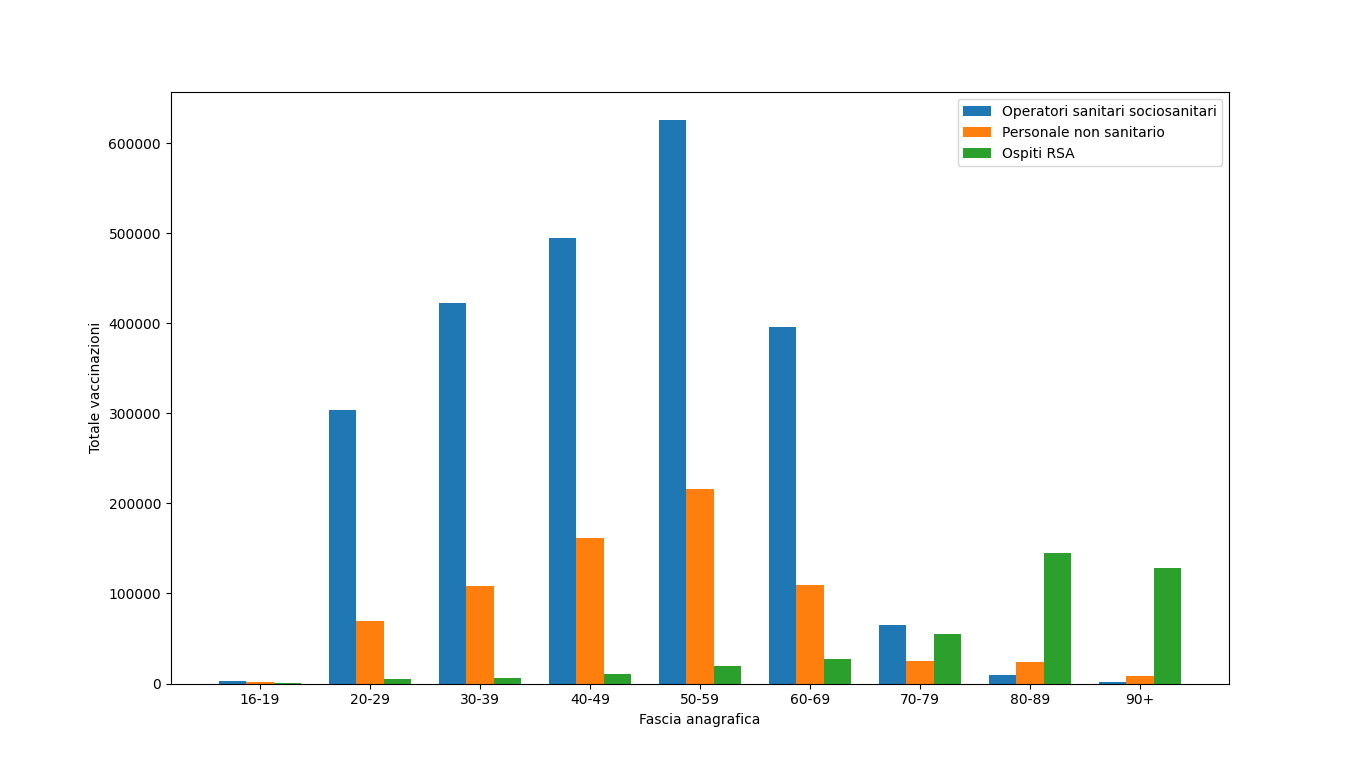 Operatori sanitari sociosanitari
Personale non sanitario
Ospiti RSA
Totale vaccinazioni
600000
500000
400000
300000
200000
100000
0
16-19 20-29 30-39 40-49 50-59 60-69 70-79 80-89 90+
Fascia anagrafica